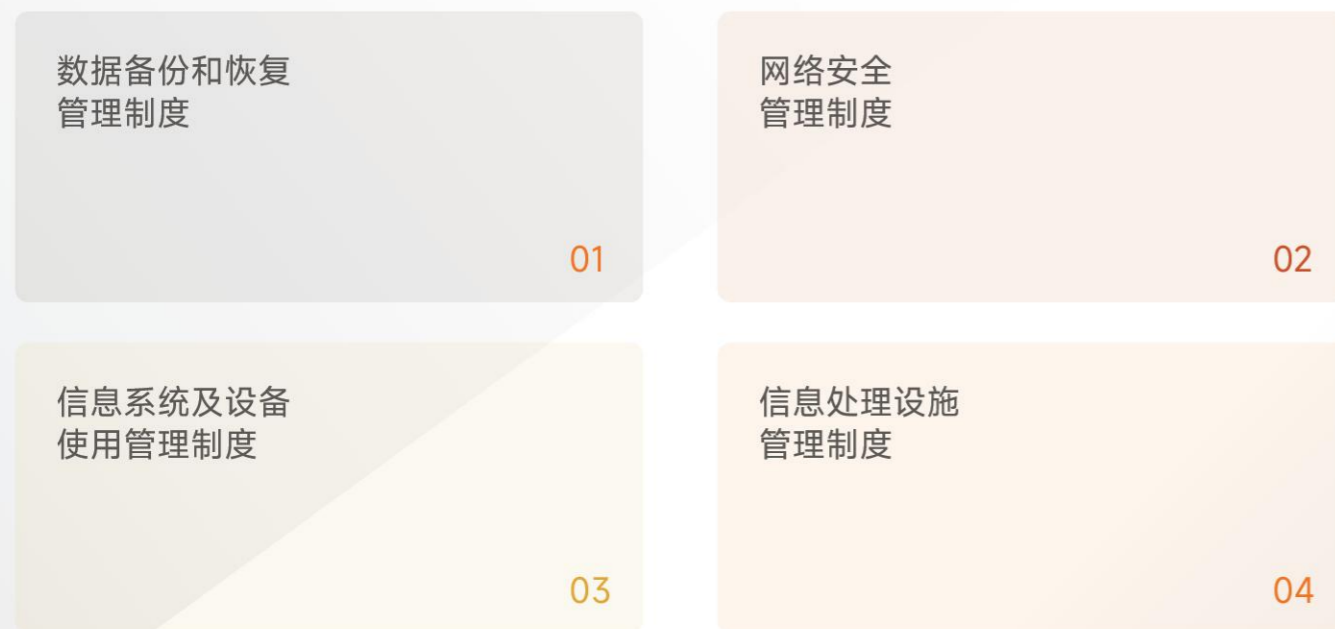 数据备份和恢复
管理制度
01
网络安全
管理制度
02
信息系统及设备
使用管理制度
03
信息处理设施
管理制度
04